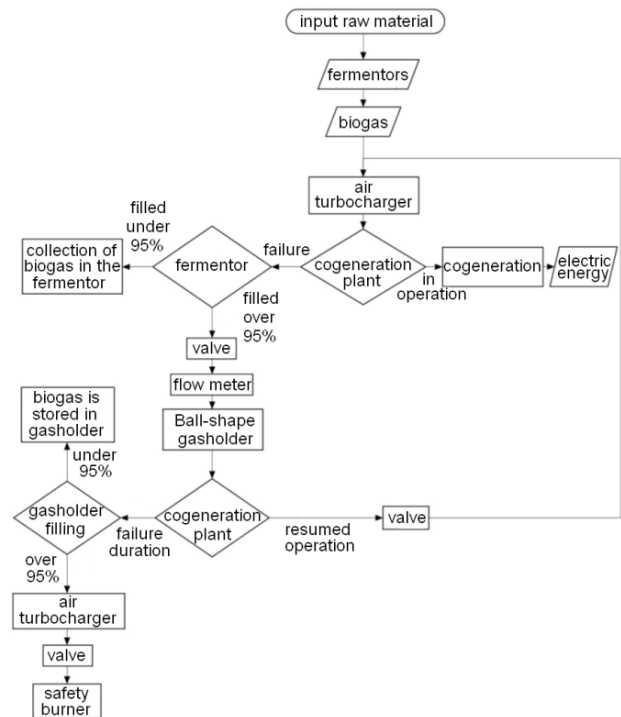 input raw material
fermentors
biogas
air
turbocharger
filled
under
95%
collection of
biogas in the
fermentor
fermentor
failure
cogeneration
plant
in
operation
cogeneration
electric
energy
filled
over
95%
valve
flow meter
biogas is
stored in
gasholder
Ball-shape
gasholder
under
95%
gasholder
filling
failure
duration
cogeneration
plant
resumed
operation
valve
over
95%
air
turbocharger
valve
safety
burner